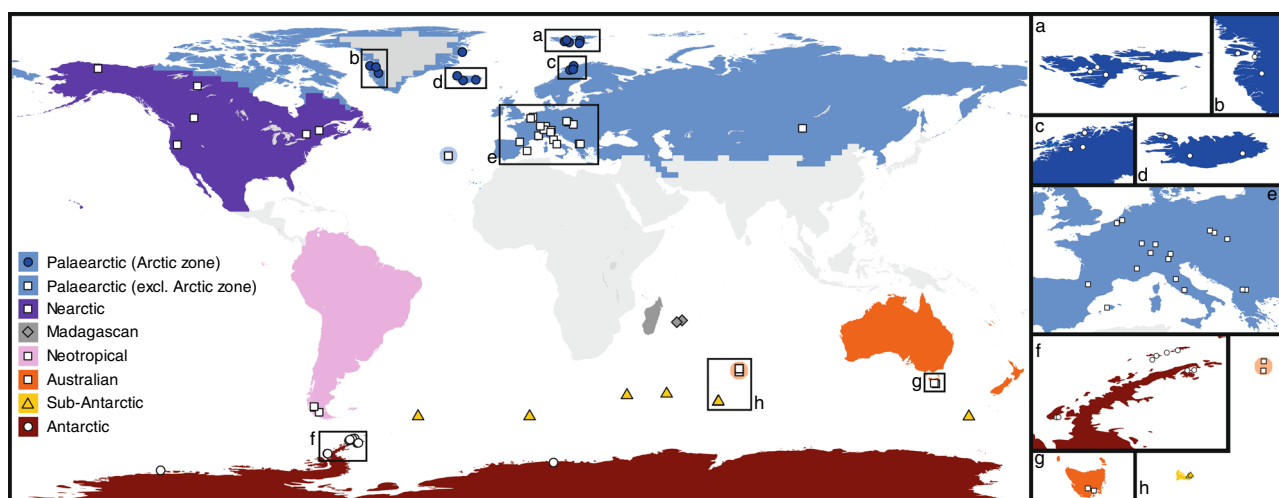 a
b
c
d
e
f
g
h
Palaearctic (Arctic zone)
Palaearctic (excl. Arctic zone)
Nearctic
Madagascan
Neotropical
Australian
Sub-Antarctic
Antarctic
a
b
c
d
e
f
g
h